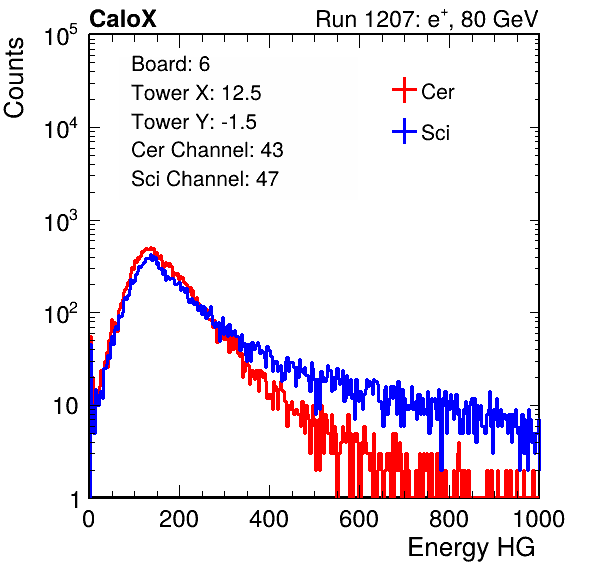 CaloX Run 1207: e⁺, 80 GeV
Counts
Board: 6
Tower X: 12.5
Tower Y: -1.5
Cer Channel: 43
Sci Channel: 47
Cer
Sci
10⁵
10⁴
10³
10²
10
1
0 200 400 600 800 1000
Energy HG